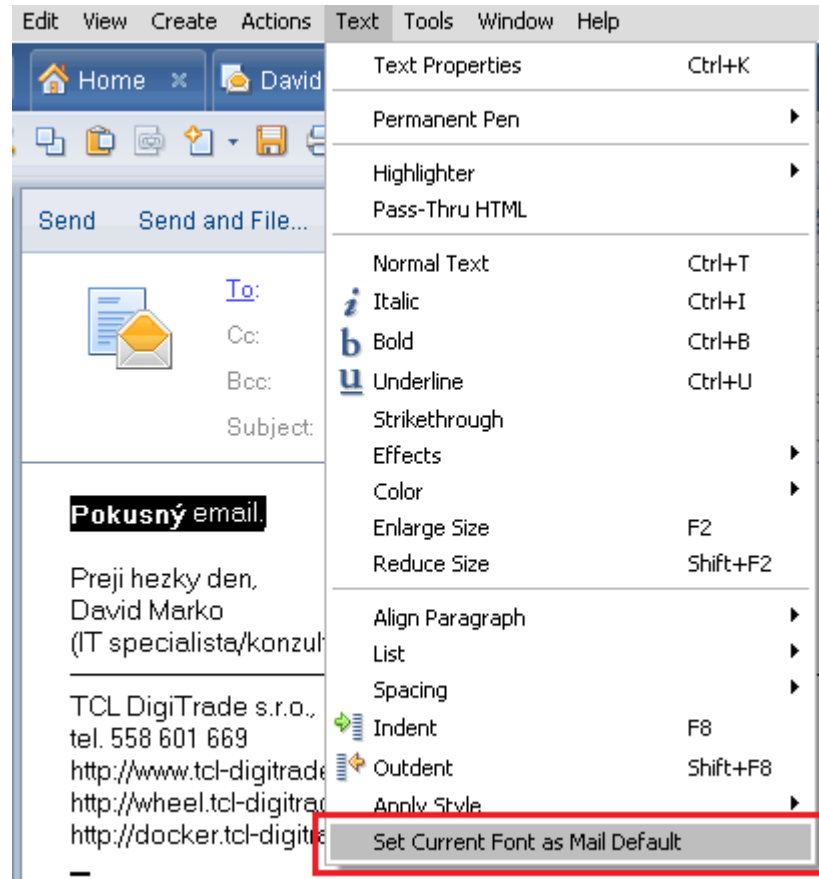 Edit View Create Actions Text Tools Window Help
Home David
Send Send and File...
To:
Cc:
Bcc:
Subject:
Pokusný email.
Preji hezky den,
David Marko
(IT specialista/konzul
TCL DigiTrade s.r.o.,
tel. 558 601 669
http://www.tcl-digitrade
http://wheel.tcl-digitrad
http://docker.tcl-digitra
Text Properties Ctrl+K
Permanent Pen
Highlighter
Pass-Thru HTML
Normal Text Ctrl+T
i Italic Ctrl+I
b Bold Ctrl+B
u Underline Ctrl+U
Strikethrough
Effects
Color
Enlarge Size F2
Reduce Size Shift+F2
Align Paragraph
List
Spacing
Indent F8
Outdent Shift+F8
Apply Style
Set Current Font as Mail Default